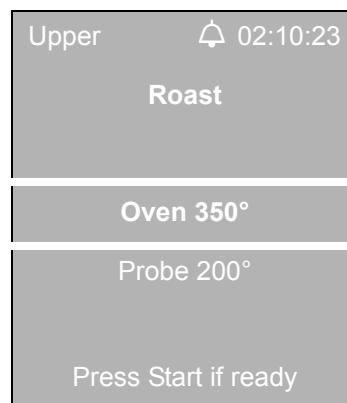 Upper 02:10:23
Roast
Oven 350°
Probe 200°
Press Start if ready